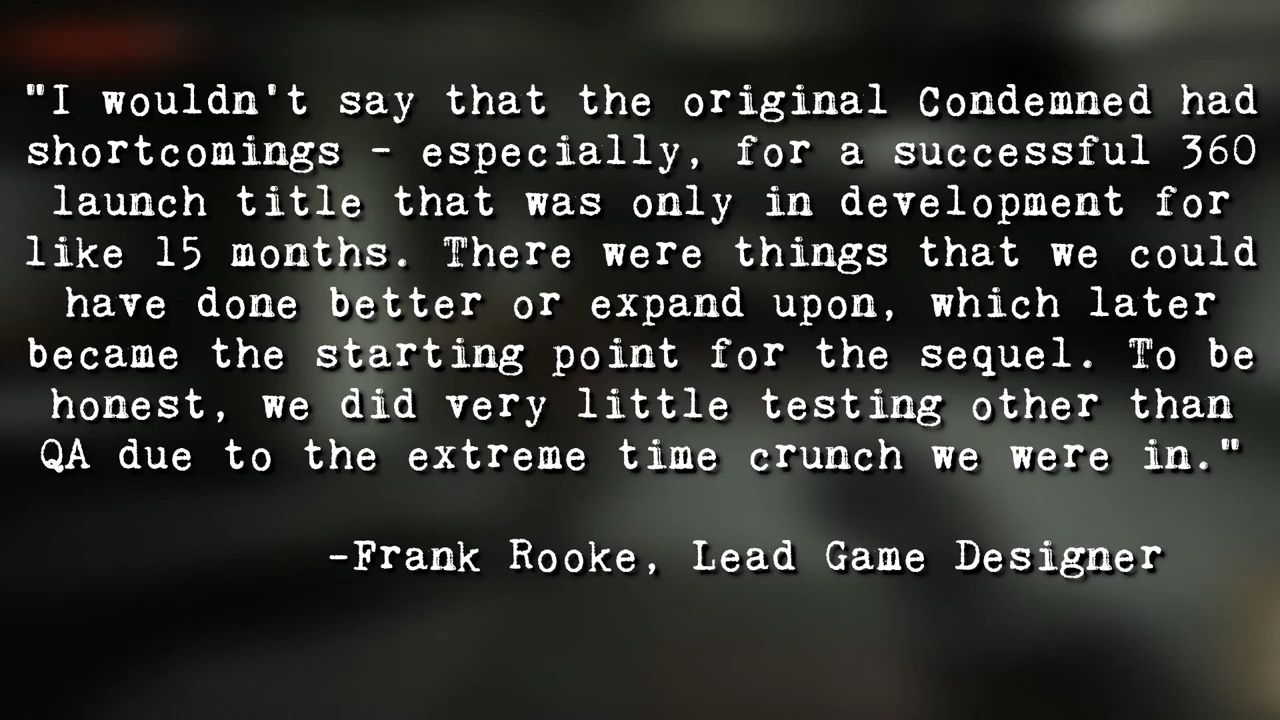 "I wouldn't say that the original Condemned had
shortcomings - especially, for a successful 360
launch title that was only in development for
like 15 months. There were things that we could
have done better or expand upon, which later
became the starting point for the sequel. To be
honest, we did very little testing other than
QA due to the extreme time crunch we were in."
-Frank Rooke, Lead Game Designer